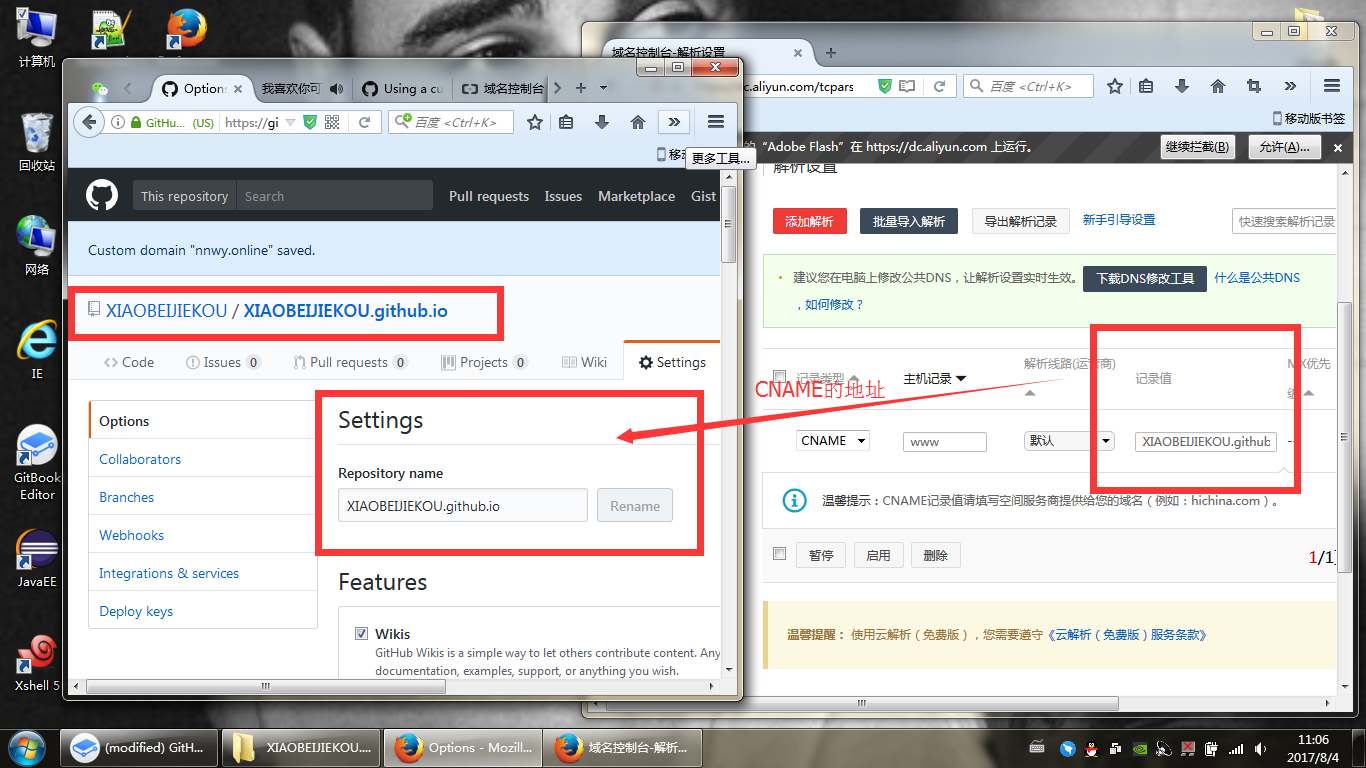 计算机
回收站
网络
IE
GitBook
Editor
JavaEE
Xshell 5
Options
我喜欢你可
Using a cu
域名控制台
GitHu... (US)
https://gi
百度 <Ctrl+K>
更多工具...
This repository
Search
Pull requests
Issues
Marketplace
Gist
Custom domain "nnwy.online" saved.
XIAOBEIJIEKOU / XIAOBEIJIEKOU.github.io
Code
Issues 0
Pull requests 0
Projects 0
Wiki
Settings
Options
Collaborators
Branches
Webhooks
Integrations & services
Deploy keys
Settings
Repository name
XIAOBEIJIEKOU.github.io
Rename
Features
Wikis
GitHub Wikis is a simple way to let others contribute content. Any
documentation, examples, support, or anything you wish.
CNAME的地址
域名控制台-解析设置
dc.aliyun.com/tcpars
百度 <Ctrl+K>
移动版书签
的 “Adobe Flash” 在 https://dc.aliyun.com 上运行。
继续拦截(B)
允许(A)...
解析设置
添加解析
批量导入解析
导出解析记录
新手引导设置
快速搜索解析记录
建议您在电脑上修改公共DNS，让解析设置实时生效。
下载DNS修改工具
什么是公共DNS
，如何修改？
记录类型
主机记录
解析线路(运营商)
记录值
MX优先
级
CNAME
www
默认
XIAOBEIJIEKOU.github
--
温馨提示：CNAME记录值请填写空间服务商提供给您的域名（例如：hichina.com）。
暂停
启用
删除
1/1
温馨提醒： 使用云解析（免费版），您需要遵守《云解析（免费版）服务条款》
(modified) GitH...
XIAOBEIJIEKOU....
Options - Mozill...
域名控制台-解析...
11:06
2017/8/4